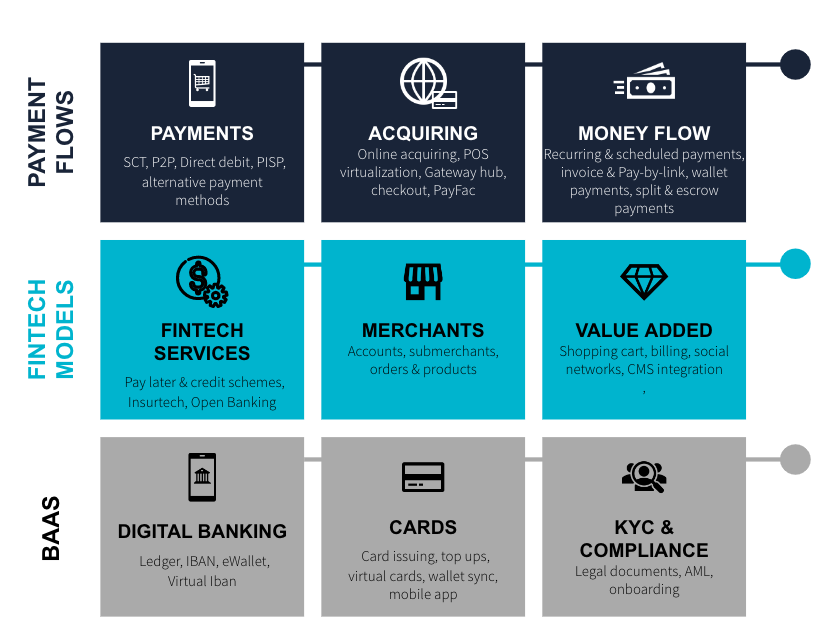 PAYMENT
FLOWS
PAYMENTS
SCT, P2P, Direct debit, PISP,
alternative payment
methods
ACQUIRING
Online acquiring, POS
virtualization, Gateway hub,
checkout, PayFac
MONEY FLOW
Recurring & scheduled payments,
invoice & Pay-by-link, wallet
payments, split & escrow
payments
FINTECH
MODELS
FINTECH
SERVICES
Pay later & credit schemes,
Insurtech, Open Banking
MERCHANTS
Accounts, submerchants,
orders & products
VALUE ADDED
Shopping cart, billing, social
networks, CMS integration
,
BAAS
DIGITAL BANKING
Ledger, IBAN, eWallet,
Virtual Iban
CARDS
Card issuing, top ups,
virtual cards, wallet sync,
mobile app
KYC &
COMPLIANCE
Legal documents, AML,
onboarding